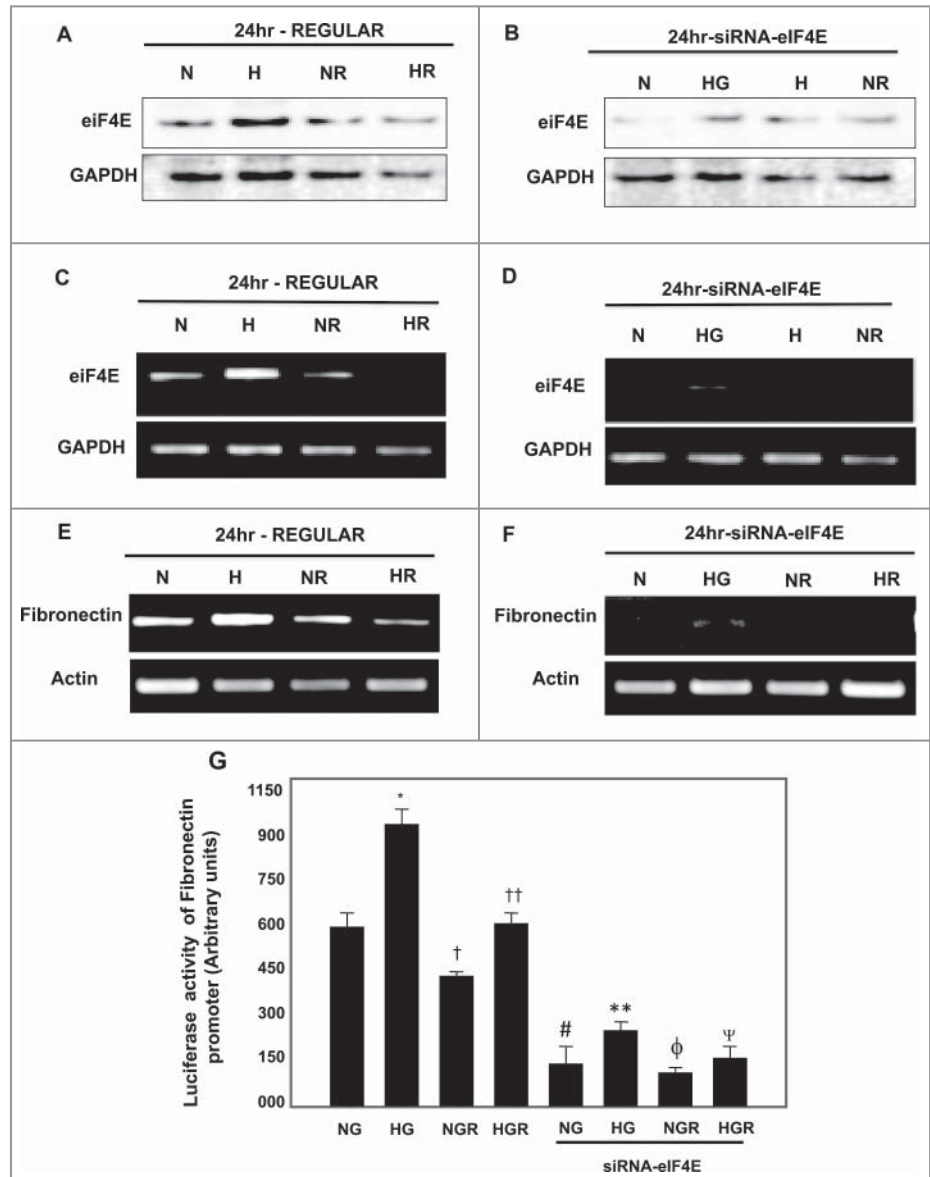 A
24hr - REGULAR
N H NR HR
eiF4E
GAPDH
B
24hr-siRNA-eIF4E
N HG H NR
eiF4E
GAPDH
C
24hr - REGULAR
N H NR HR
eiF4E
GAPDH
D
24hr-siRNA-eIF4E
N HG H NR
eiF4E
GAPDH
E
24hr - REGULAR
N H NR HR
Fibronectin
Actin
F
24hr-siRNA-eIF4E
N HG NR HR
Fibronectin
Actin
G
Luciferase activity of Fibronectin
promoter (Arbitrary units)
1150
900
750
600
450
300
150
000
* † †† # ** ϕ Ψ
NG HG NGR HGR NG HG NGR HGR
siRNA-eIF4E